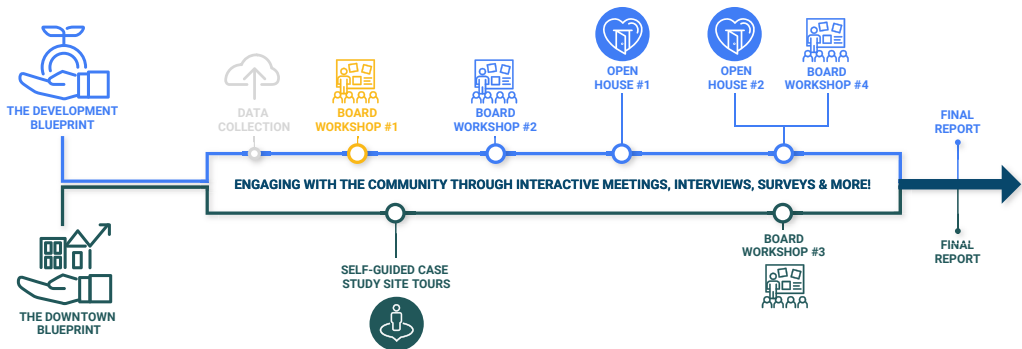 THE DEVELOPMENT
BLUEPRINT
DATA
COLLECTION
BOARD
WORKSHOP #1
BOARD
WORKSHOP #2
OPEN
HOUSE #1
OPEN
HOUSE #2
BOARD
WORKSHOP #4
FINAL
REPORT
ENGAGING WITH THE COMMUNITY THROUGH INTERACTIVE MEETINGS, INTERVIEWS, SURVEYS & MORE!
THE DOWNTOWN
BLUEPRINT
SELF-GUIDED CASE
STUDY SITE TOURS
BOARD
WORKSHOP #3
FINAL
REPORT